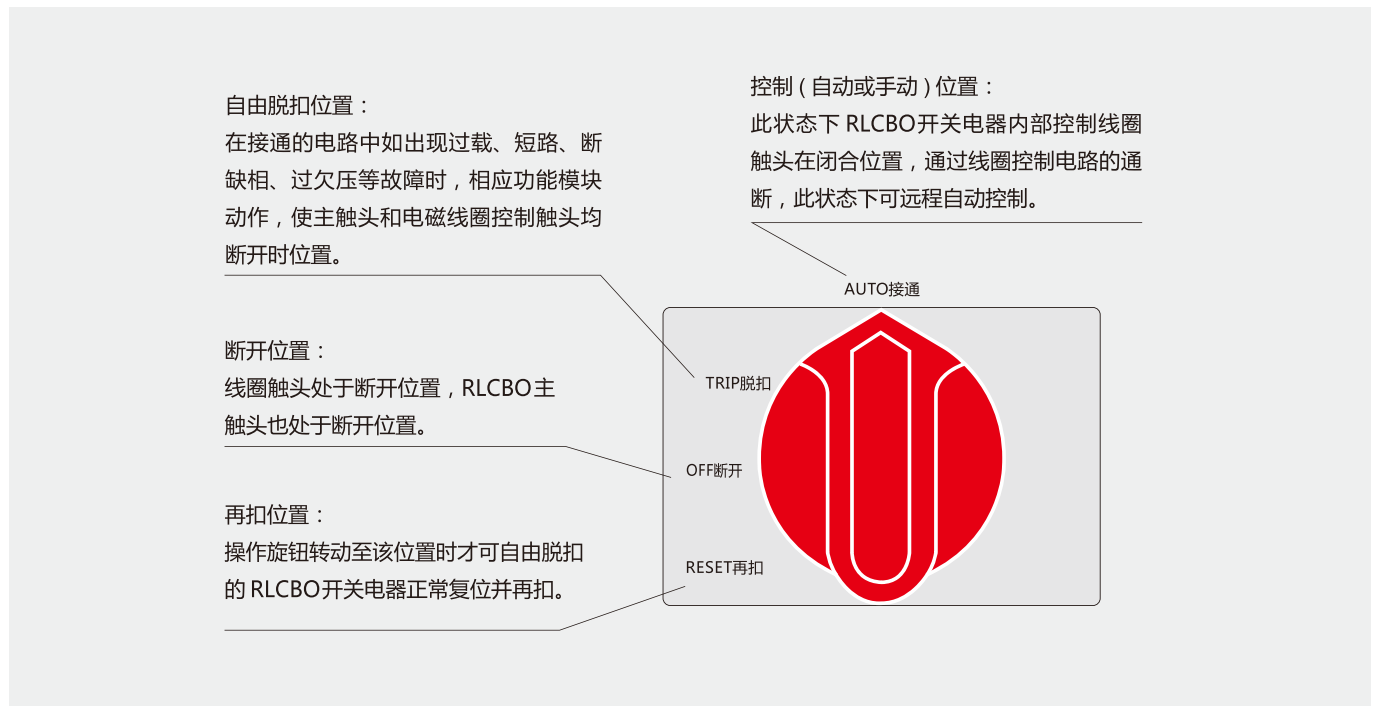 自由脱扣位置：
在接通的电路中如出现过载、短路、断
缺相、过欠压等故障时，相应功能模块
动作，使主触头和电磁线圈控制触头均
断开时位置。
控制（自动或手动）位置：
此状态下 RLCBO开关电器内部控制线圈
触头在闭合位置，通过线圈控制电路的通
断，此状态下可远程自动控制。
AUTO接通
TRIP脱扣
断开位置：
线圈触头处于断开位置，RLCBO主
触头也处于断开位置。
OFF断开
再扣位置：
操作旋钮转动至该位置时才可自由脱扣
的 RLCBO开关电器正常复位并再扣。
RESET再扣